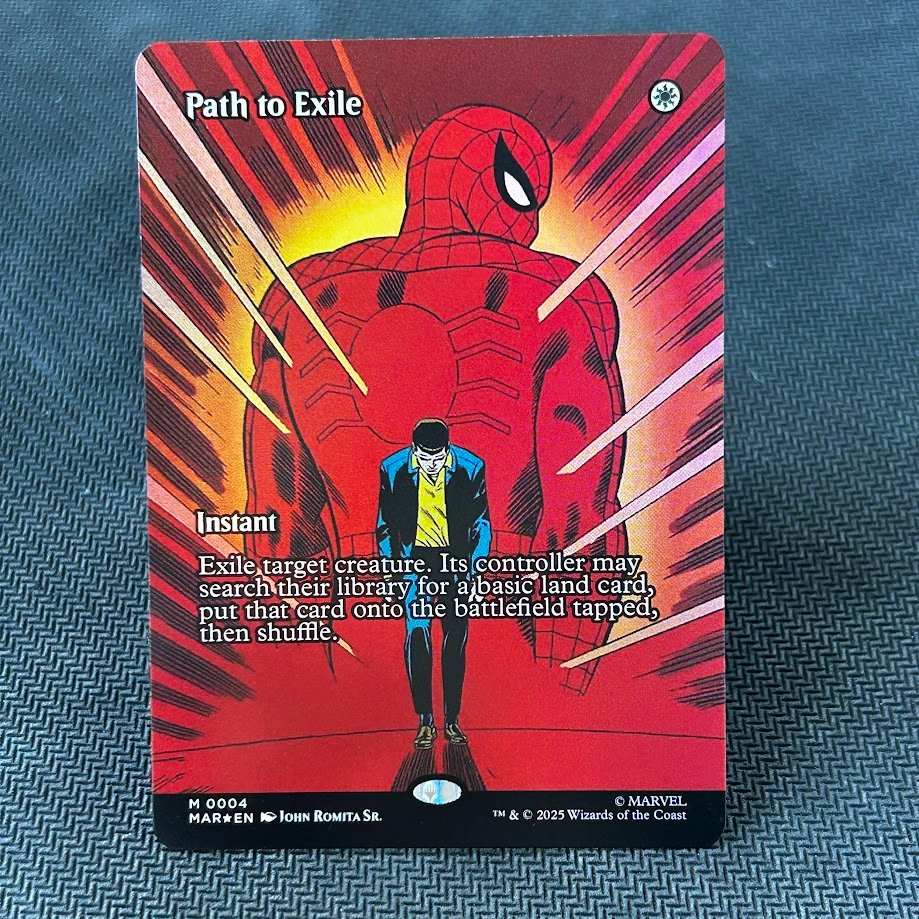 Path to Exile
Instant
Exile target creature. Its controller may
search their library for a basic land card,
put that card onto the battlefield tapped,
then shuffle.
M 0004
MAR★EN John Romita Sr.
© MARVEL
™ & © 2025 Wizards of the Coast